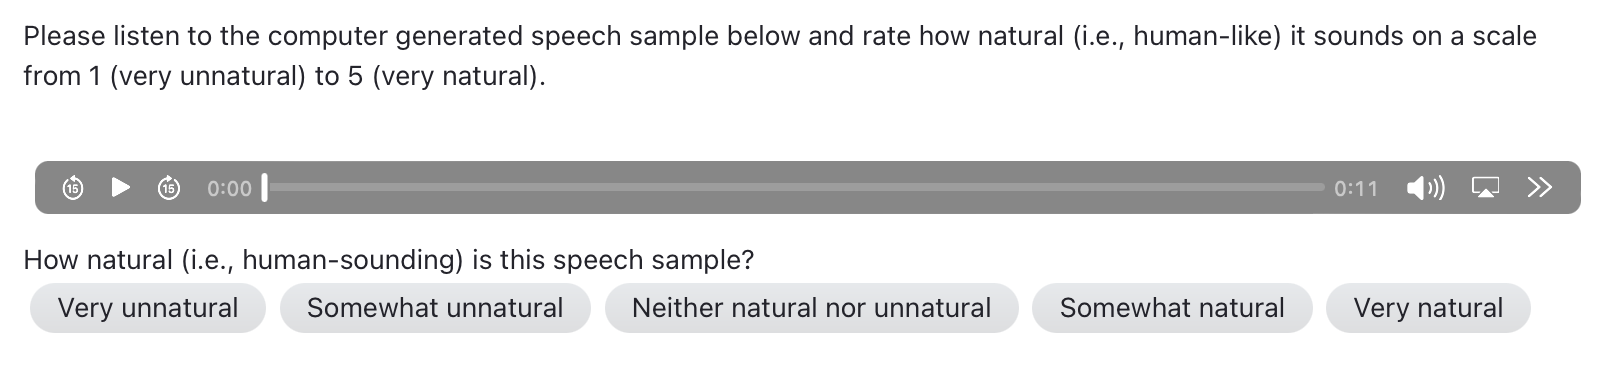 Please listen to the computer generated speech sample below and rate how natural (i.e., human-like) it sounds on a scale
from 1 (very unnatural) to 5 (very natural).
15 15 0:00 0:11
How natural (i.e., human-sounding) is this speech sample?
Very unnatural Somewhat unnatural Neither natural nor unnatural Somewhat natural Very natural